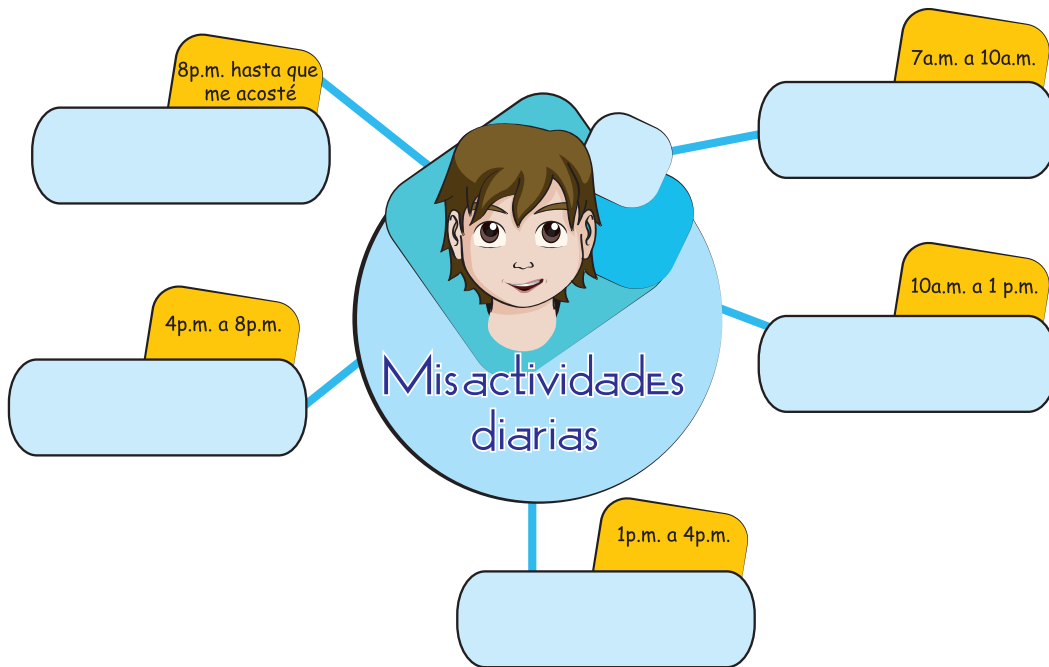 8p.m. hasta que
me acosté
7a.m. a 10a.m.
10a.m. a 1 p.m.
4p.m. a 8p.m.
Mis actividades
diarias
1p.m. a 4p.m.